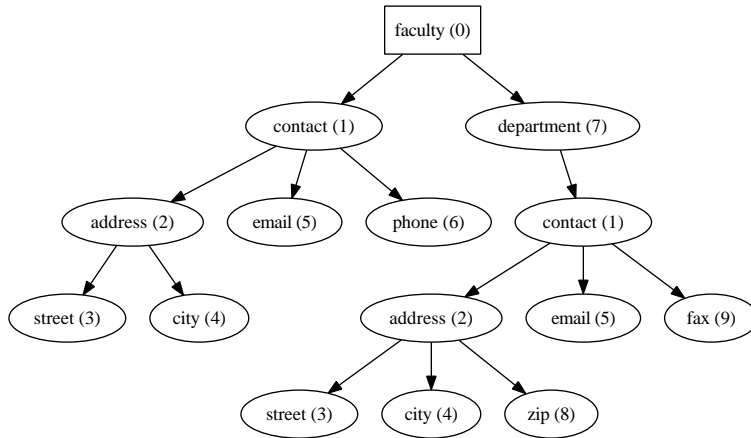 faculty (0)
contact (1)
department (7)
address (2)
email (5)
phone (6)
contact (1)
street (3)
city (4)
address (2)
email (5)
fax (9)
street (3)
city (4)
zip (8)